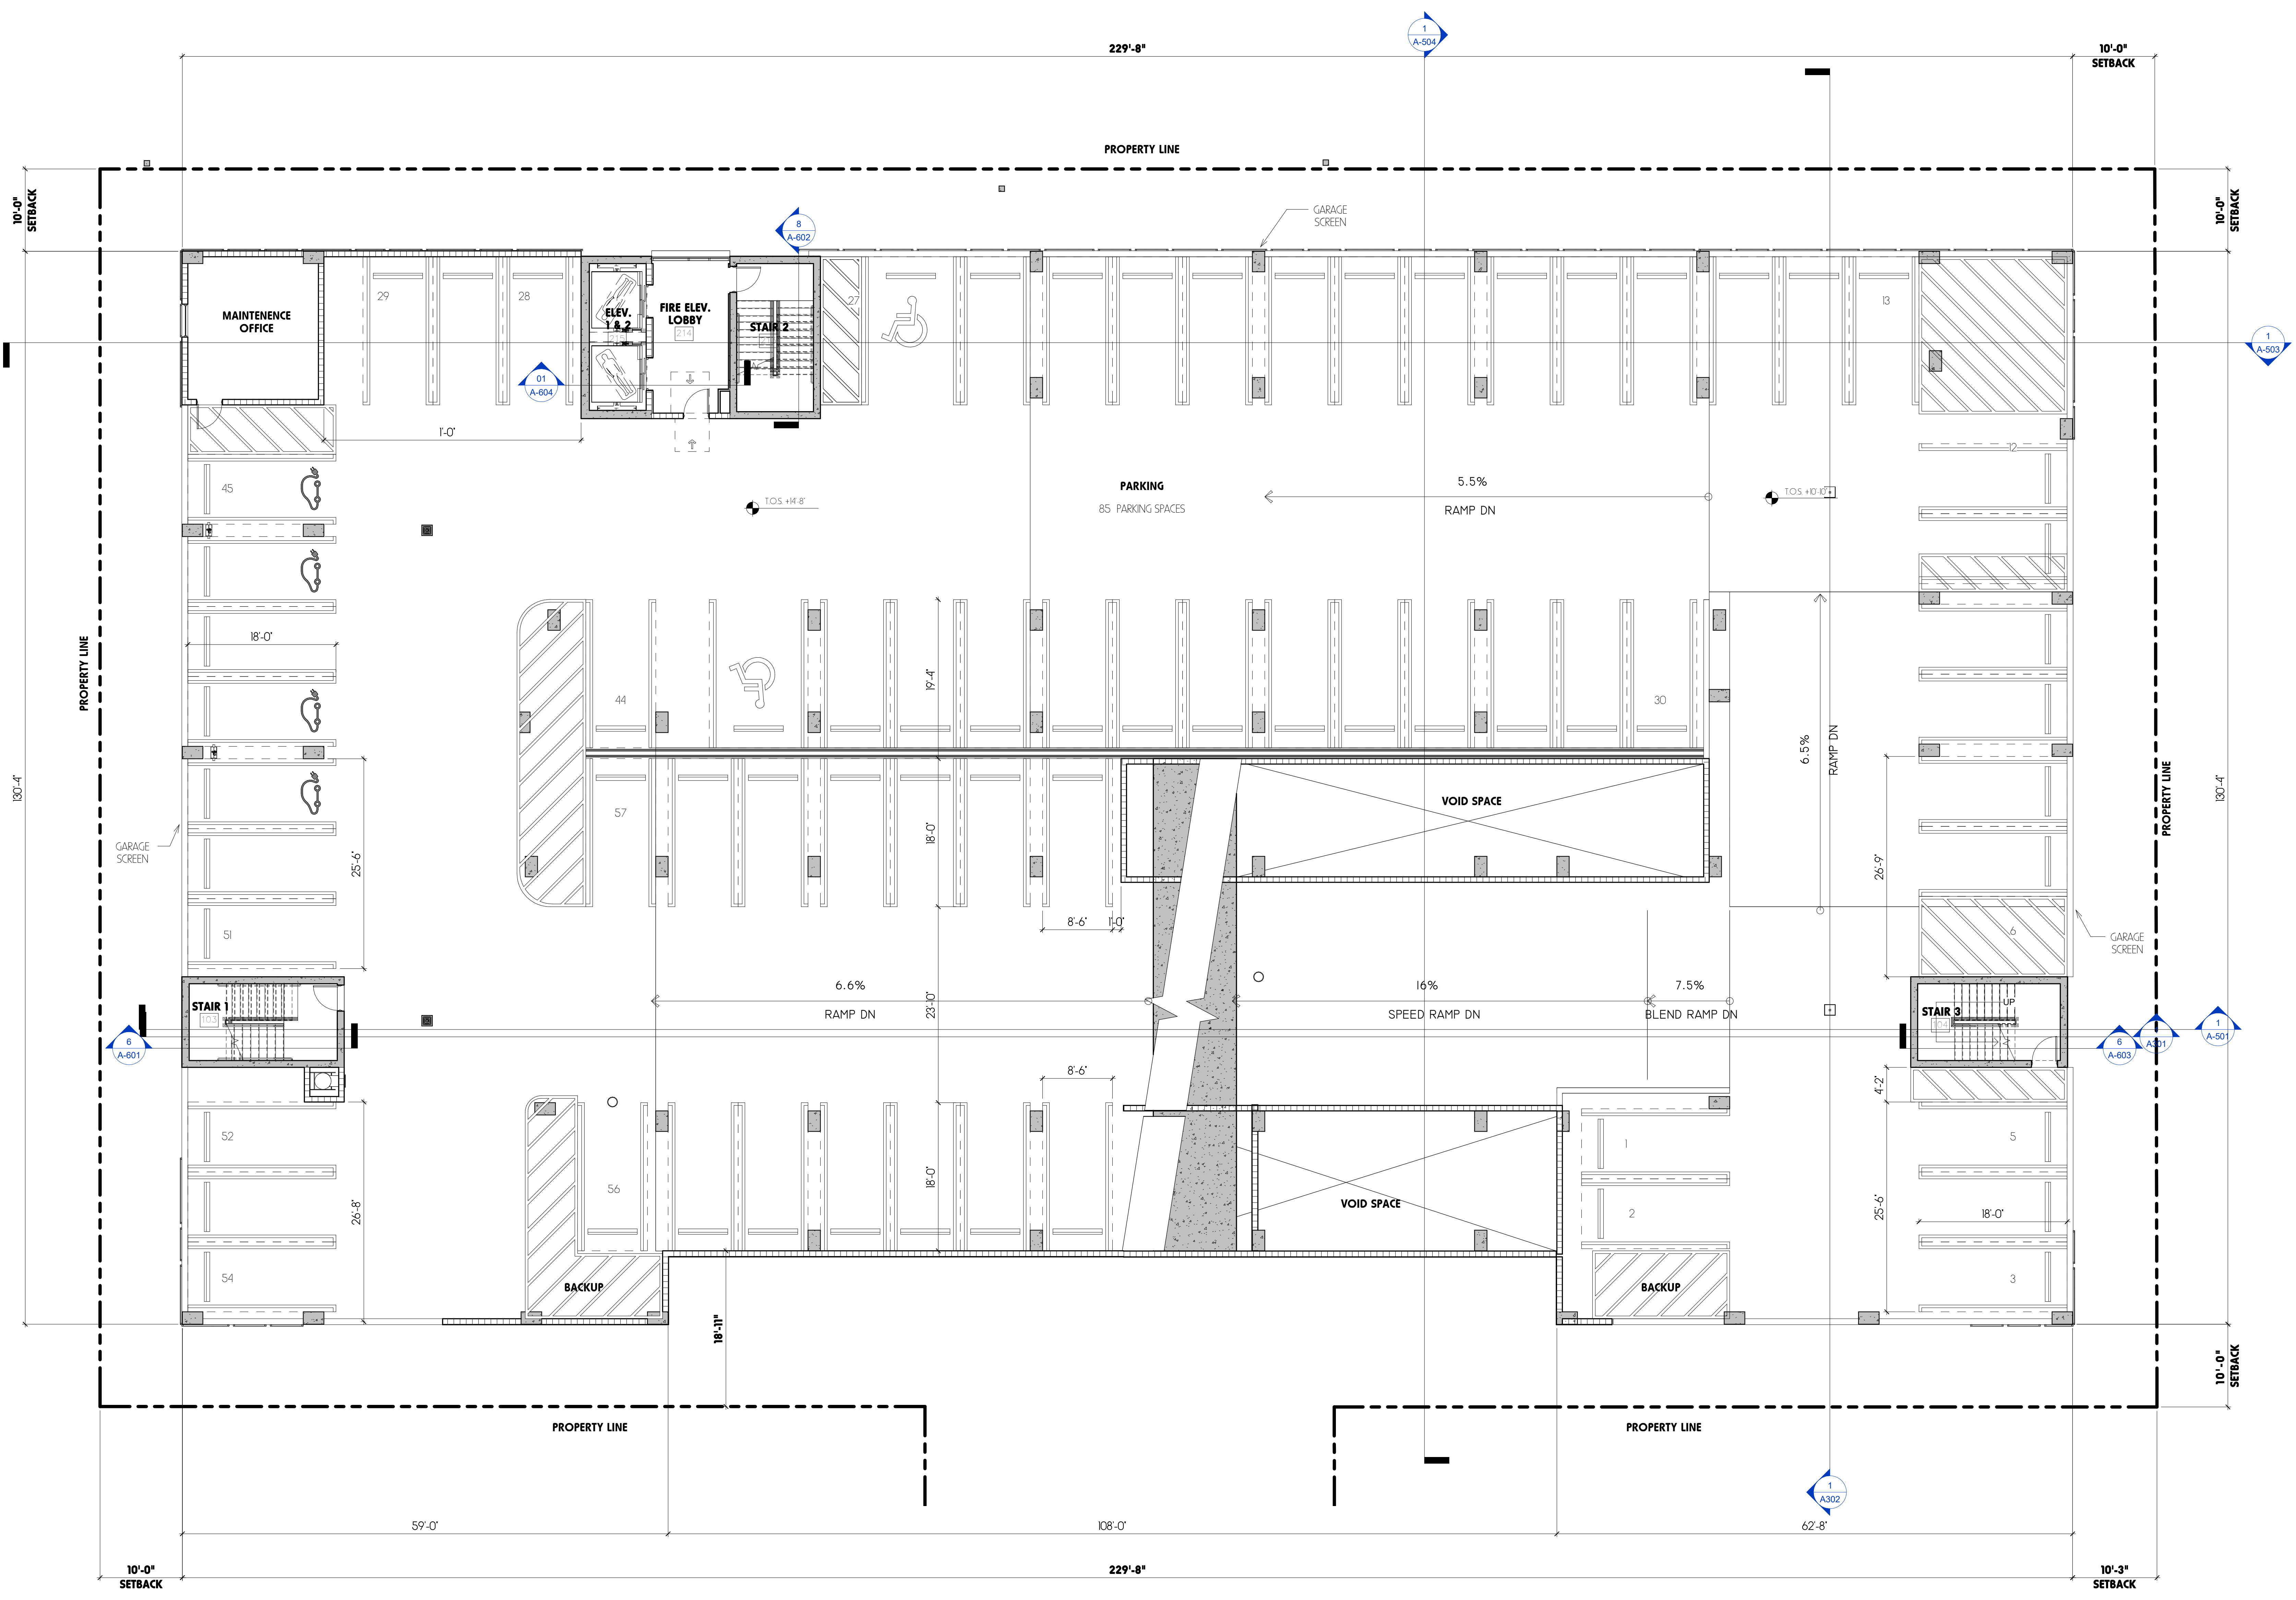 1
A-504
229'-8"
10'-0"
SETBACK
PROPERTY LINE
10'-0"
SETBACK
10'-0"
SETBACK
GARAGE
SCREEN
8
A-602
29
28
27
13
MAINTENENCE
OFFICE
ELEV.
1 & 2
FIRE ELEV.
LOBBY
214
STAIR 2
1
A-503
01
A-604
1'-0"
12
45
PARKING
85 PARKING SPACES
5.5%
RAMP DN
T.O.S. +14'-8"
T.O.S. +10'-10"
18'-0"
PROPERTY LINE
44
19'-4"
30
6.5%
RAMP DN
130'-4"
130'-4"
PROPERTY LINE
57
18'-0"
VOID SPACE
GARAGE
SCREEN
25'-6"
26'-9"
8'-6"
1'-0"
51
6
GARAGE
SCREEN
6.6%
RAMP DN
23'-10"
16%
SPEED RAMP DN
7.5%
BLEND RAMP DN
STAIR 1
103
STAIR 3
104
UP
6
A-601
6
A-603
A301
1
A-501
8'-6"
4'-2"
52
1
5
56
18'-0"
VOID SPACE
2
25'-6"
18'-0"
26'-8"
54
BACKUP
BACKUP
3
18'-11"
10'-0"
SETBACK
PROPERTY LINE
PROPERTY LINE
1
A302
59'-0"
108'-0"
62'-8"
10'-0"
SETBACK
229'-8"
10'-3"
SETBACK